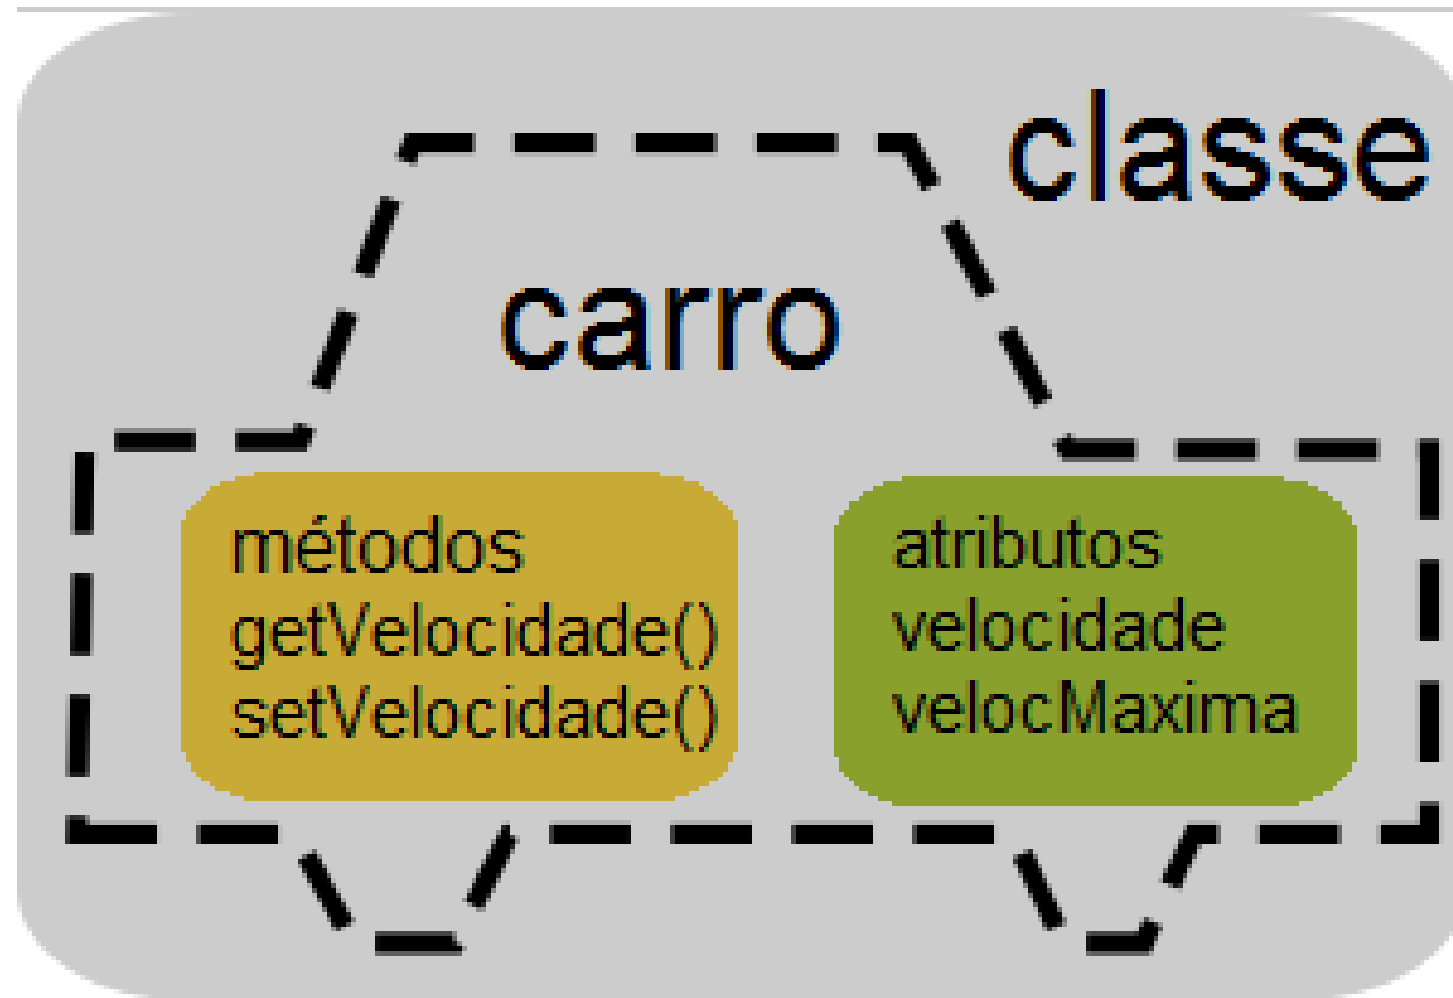 classe
carro
métodos
getVelocidade()
setVelocidade()
atributos
velocidade
velocMaxima